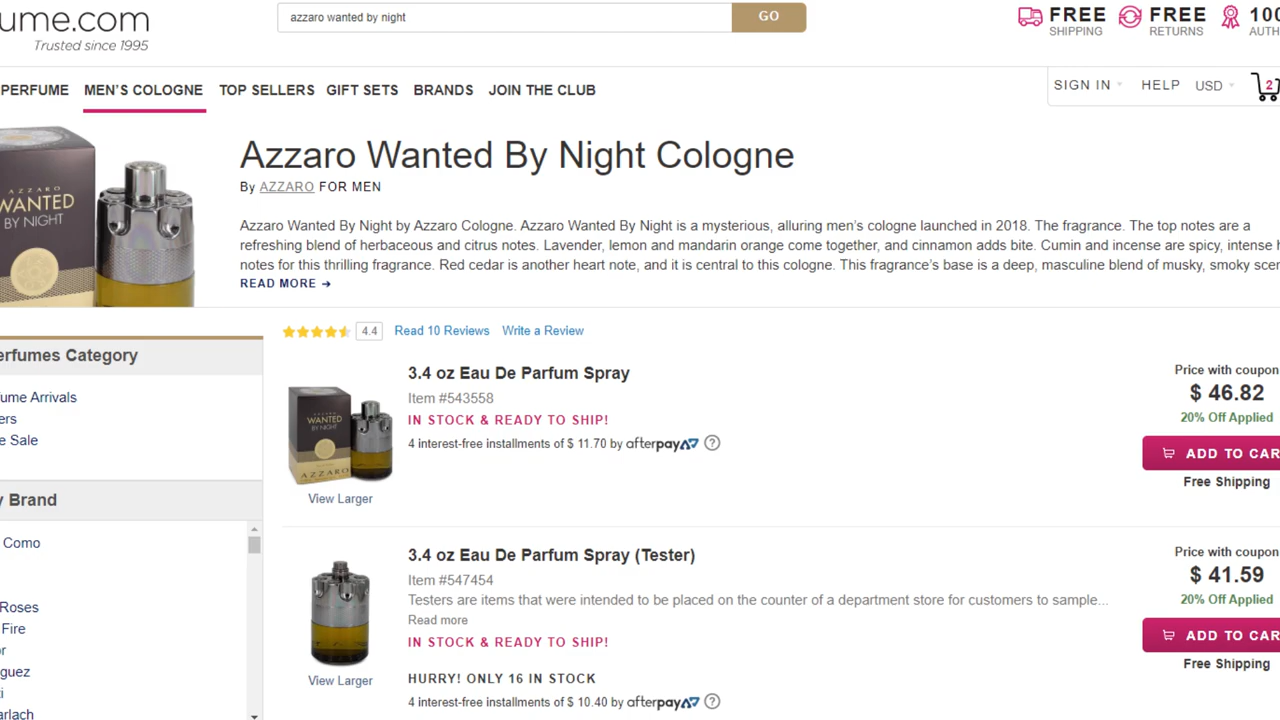 ume.com
Trusted since 1995
azzaro wanted by night
GO
FREE
SHIPPING
FREE
RETURNS
100
AUTH
PERFUME
MEN'S COLOGNE
TOP SELLERS
GIFT SETS
BRANDS
JOIN THE CLUB
SIGN IN
HELP
USD
2
AZZARO
WANTED
BY NIGHT
Azzaro Wanted By Night Cologne
By AZZARO FOR MEN
Azzaro Wanted By Night by Azzaro Cologne. Azzaro Wanted By Night is a mysterious, alluring men's cologne launched in 2018. The fragrance. The top notes are a
refreshing blend of herbaceous and citrus notes. Lavender, lemon and mandarin orange come together, and cinnamon adds bite. Cumin and incense are spicy, intense h
notes for this thrilling fragrance. Red cedar is another heart note, and it is central to this cologne. This fragrance's base is a deep, masculine blend of musky, smoky scen
READ MORE →
erfumes Category
ume Arrivals
ers
e Sale
y Brand
Como
Roses
Fire
or
guez
ti
arlach
4.4
Read 10 Reviews
Write a Review
AZZARO
WANTED
BY NIGHT
AZZARO
View Larger
3.4 oz Eau De Parfum Spray
Item #543558
IN STOCK & READY TO SHIP!
4 interest-free installments of $ 11.70 by afterpay ?
Price with coupon
$ 46.82
20% Off Applied
ADD TO CAR
Free Shipping
View Larger
3.4 oz Eau De Parfum Spray (Tester)
Item #547454
Testers are items that were intended to be placed on the counter of a department store for customers to sample...
Read more
IN STOCK & READY TO SHIP!
HURRY! ONLY 16 IN STOCK
4 interest-free installments of $ 10.40 by afterpay ?
Price with coupon
$ 41.59
20% Off Applied
ADD TO CAR
Free Shipping